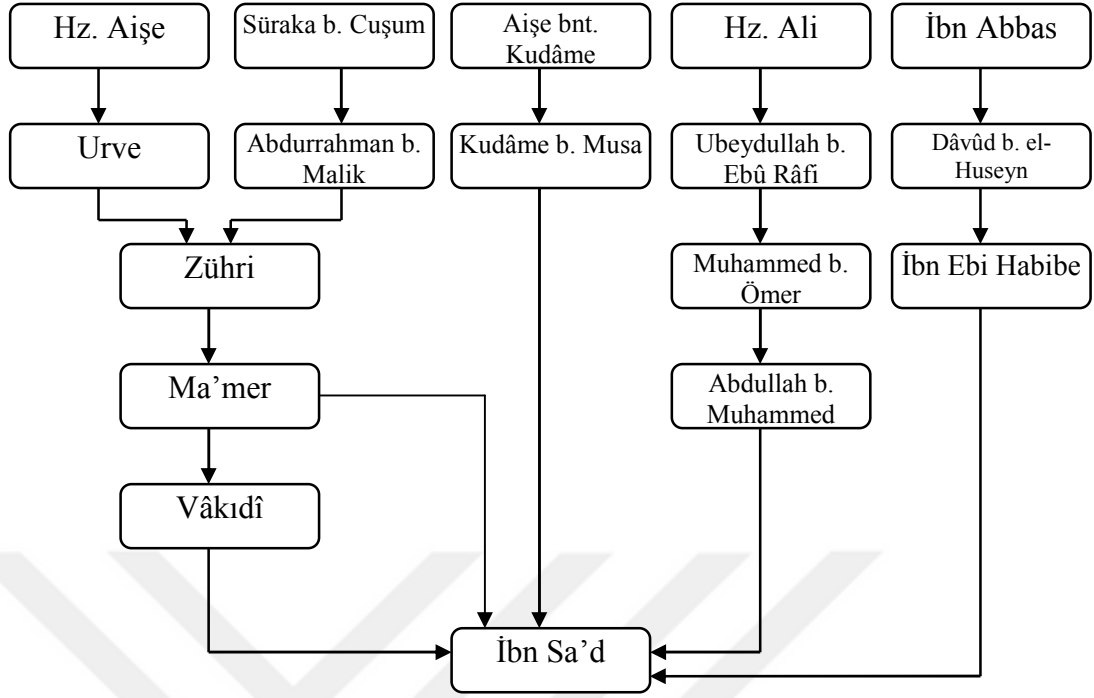 Hz. Aişe
Süraka b. Cuşum
Aişe bnt.
Kudâme
Hz. Ali
İbn Abbas
Urve
Abdurrahman b.
Malik
Kudâme b. Musa
Ubeydullah b.
Ebû Râfi
Dâvûd b. el-
Huseyn
Zühri
Muhammed b.
Ömer
İbn Ebi Habibe
Ma’mer
Abdullah b.
Muhammed
Vâkıdî
İbn Sa’d